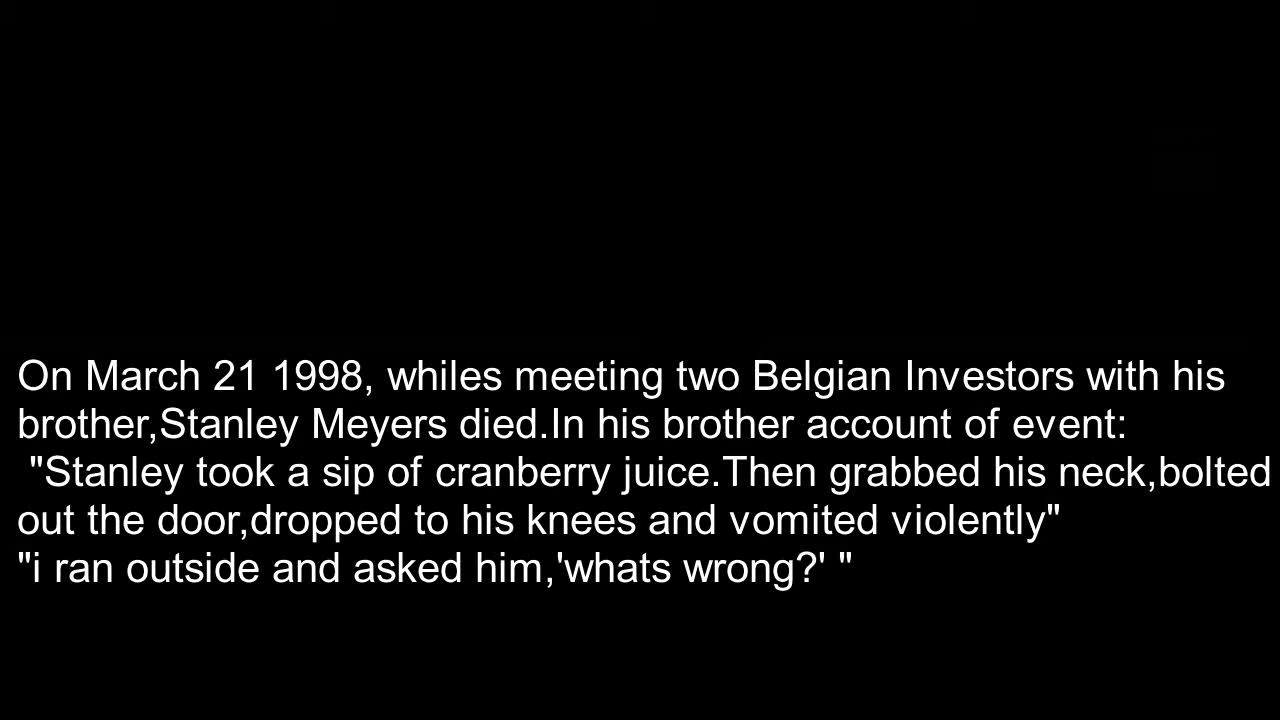 On March 21 1998, whiles meeting two Belgian Investors with his
brother,Stanley Meyers died.In his brother account of event:
"Stanley took a sip of cranberry juice.Then grabbed his neck,bolted
out the door,dropped to his knees and vomited violently"
"i ran outside and asked him,'whats wrong?' "